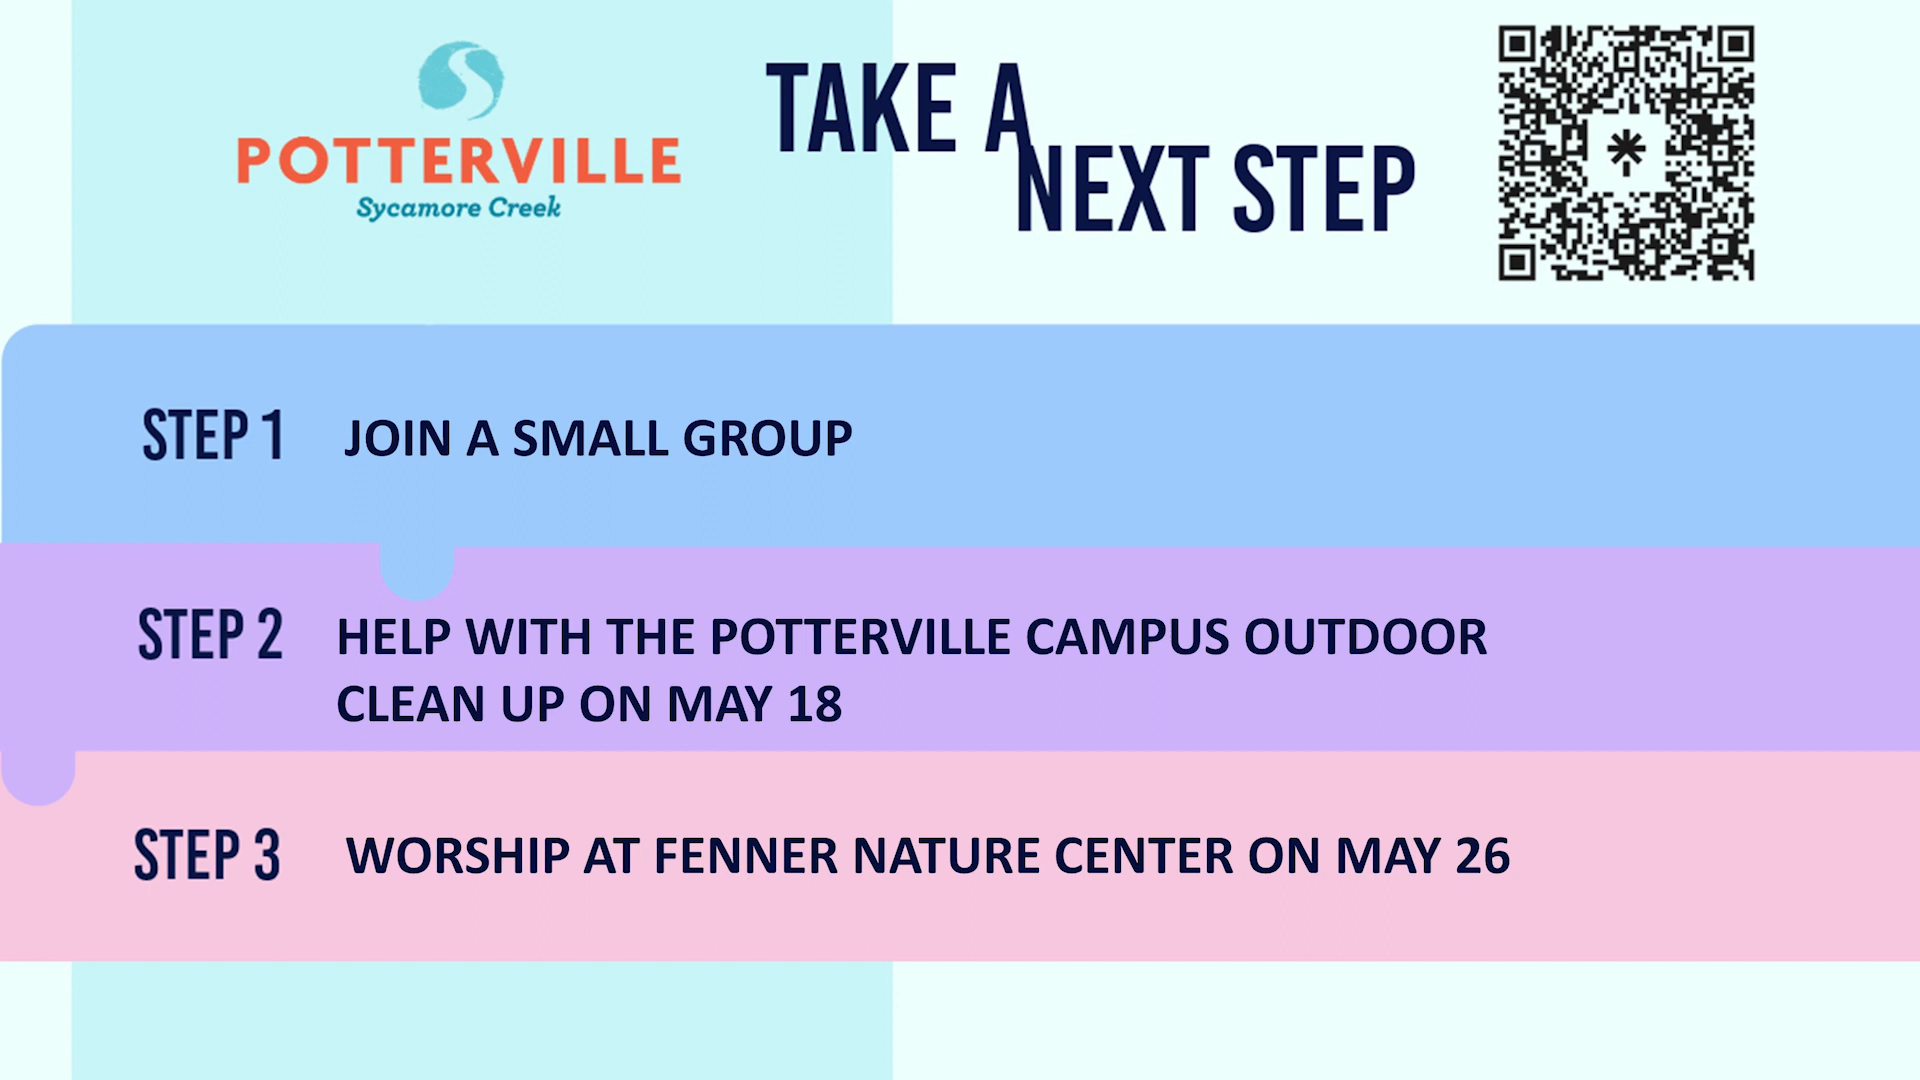 POTTERVILLE
Sycamore Creek
TAKE A
NEXT STEP
STEP 1 JOIN A SMALL GROUP
STEP 2 HELP WITH THE POTTERVILLE CAMPUS OUTDOOR
CLEAN UP ON MAY 18
STEP 3 WORSHIP AT FENNER NATURE CENTER ON MAY 26